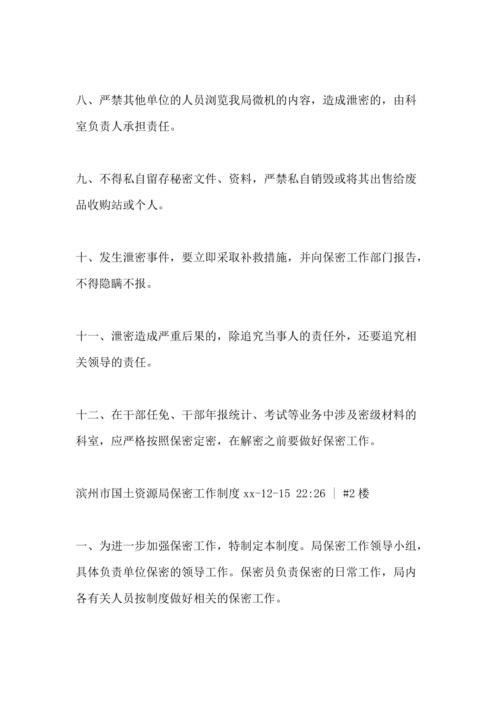 八、严禁其他单位的人员浏览我局微机的内容，造成泄密的，由科
室负责人承担责任。
九、不得私自留存秘密文件、资料，严禁私自销毁或将其出售给废
品收购站或个人。
十、发生泄密事件，要立即采取补救措施，并向保密工作部门报告，
不得隐瞒不报。
十一、泄密造成严重后果的，除追究当事人的责任外，还要追究相
关领导的责任。
十二、在干部任免、干部年报统计、考试等业务中涉及密级材料的
科室，应严格按照保密定密，在解密之前要做好保密工作。
滨州市国土资源局保密工作制度 xx-12-15 22:26 | #2 楼
一、为进一步加强保密工作，特制定本制度。局保密工作领导小组，
具体负责单位保密的领导工作。保密员负责保密的日常工作，局内
各有关人员按制度做好相关的保密工作。